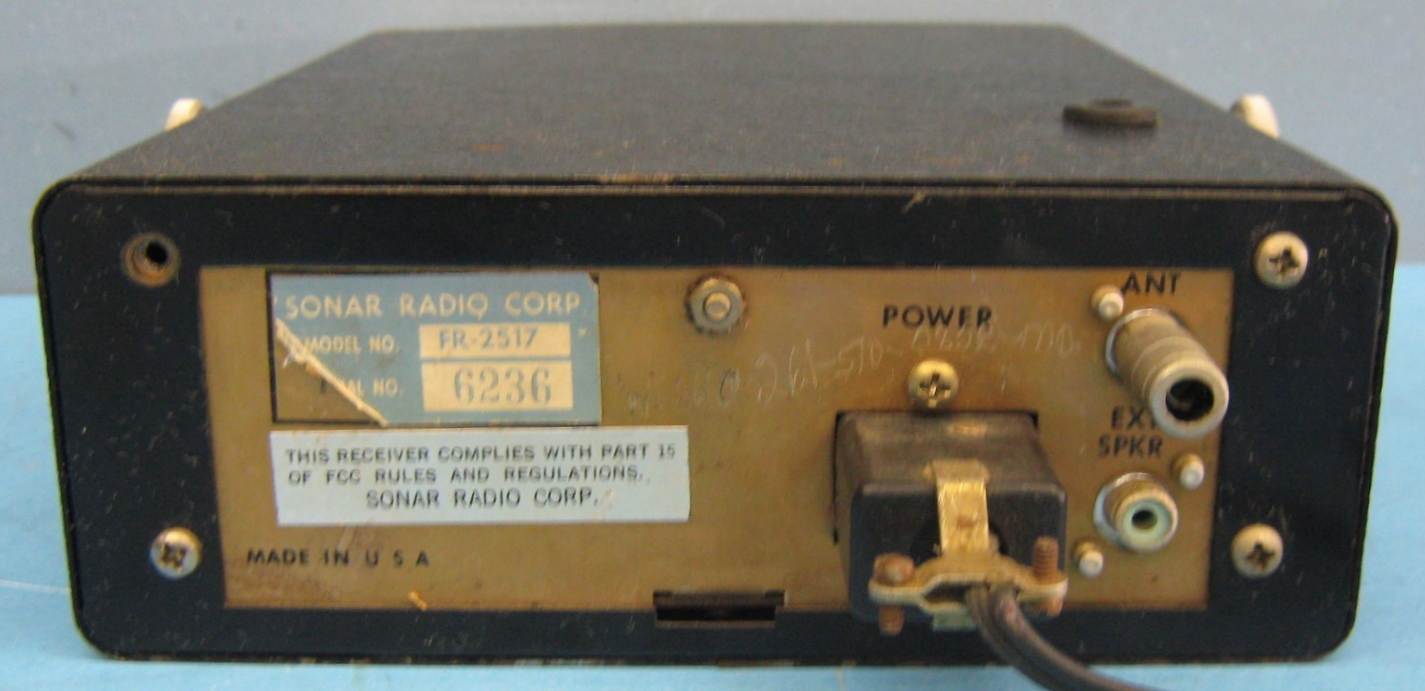 SONAR RADIO CORP
MODEL NO. FR-2517
NO. 6236
THIS RECEIVER COMPLIES WITH PART 15
OF FCC RULES AND REGULATIONS.
SONAR RADIO CORP.
MADE IN U S A
POWER
ANT
EXT
SPKR